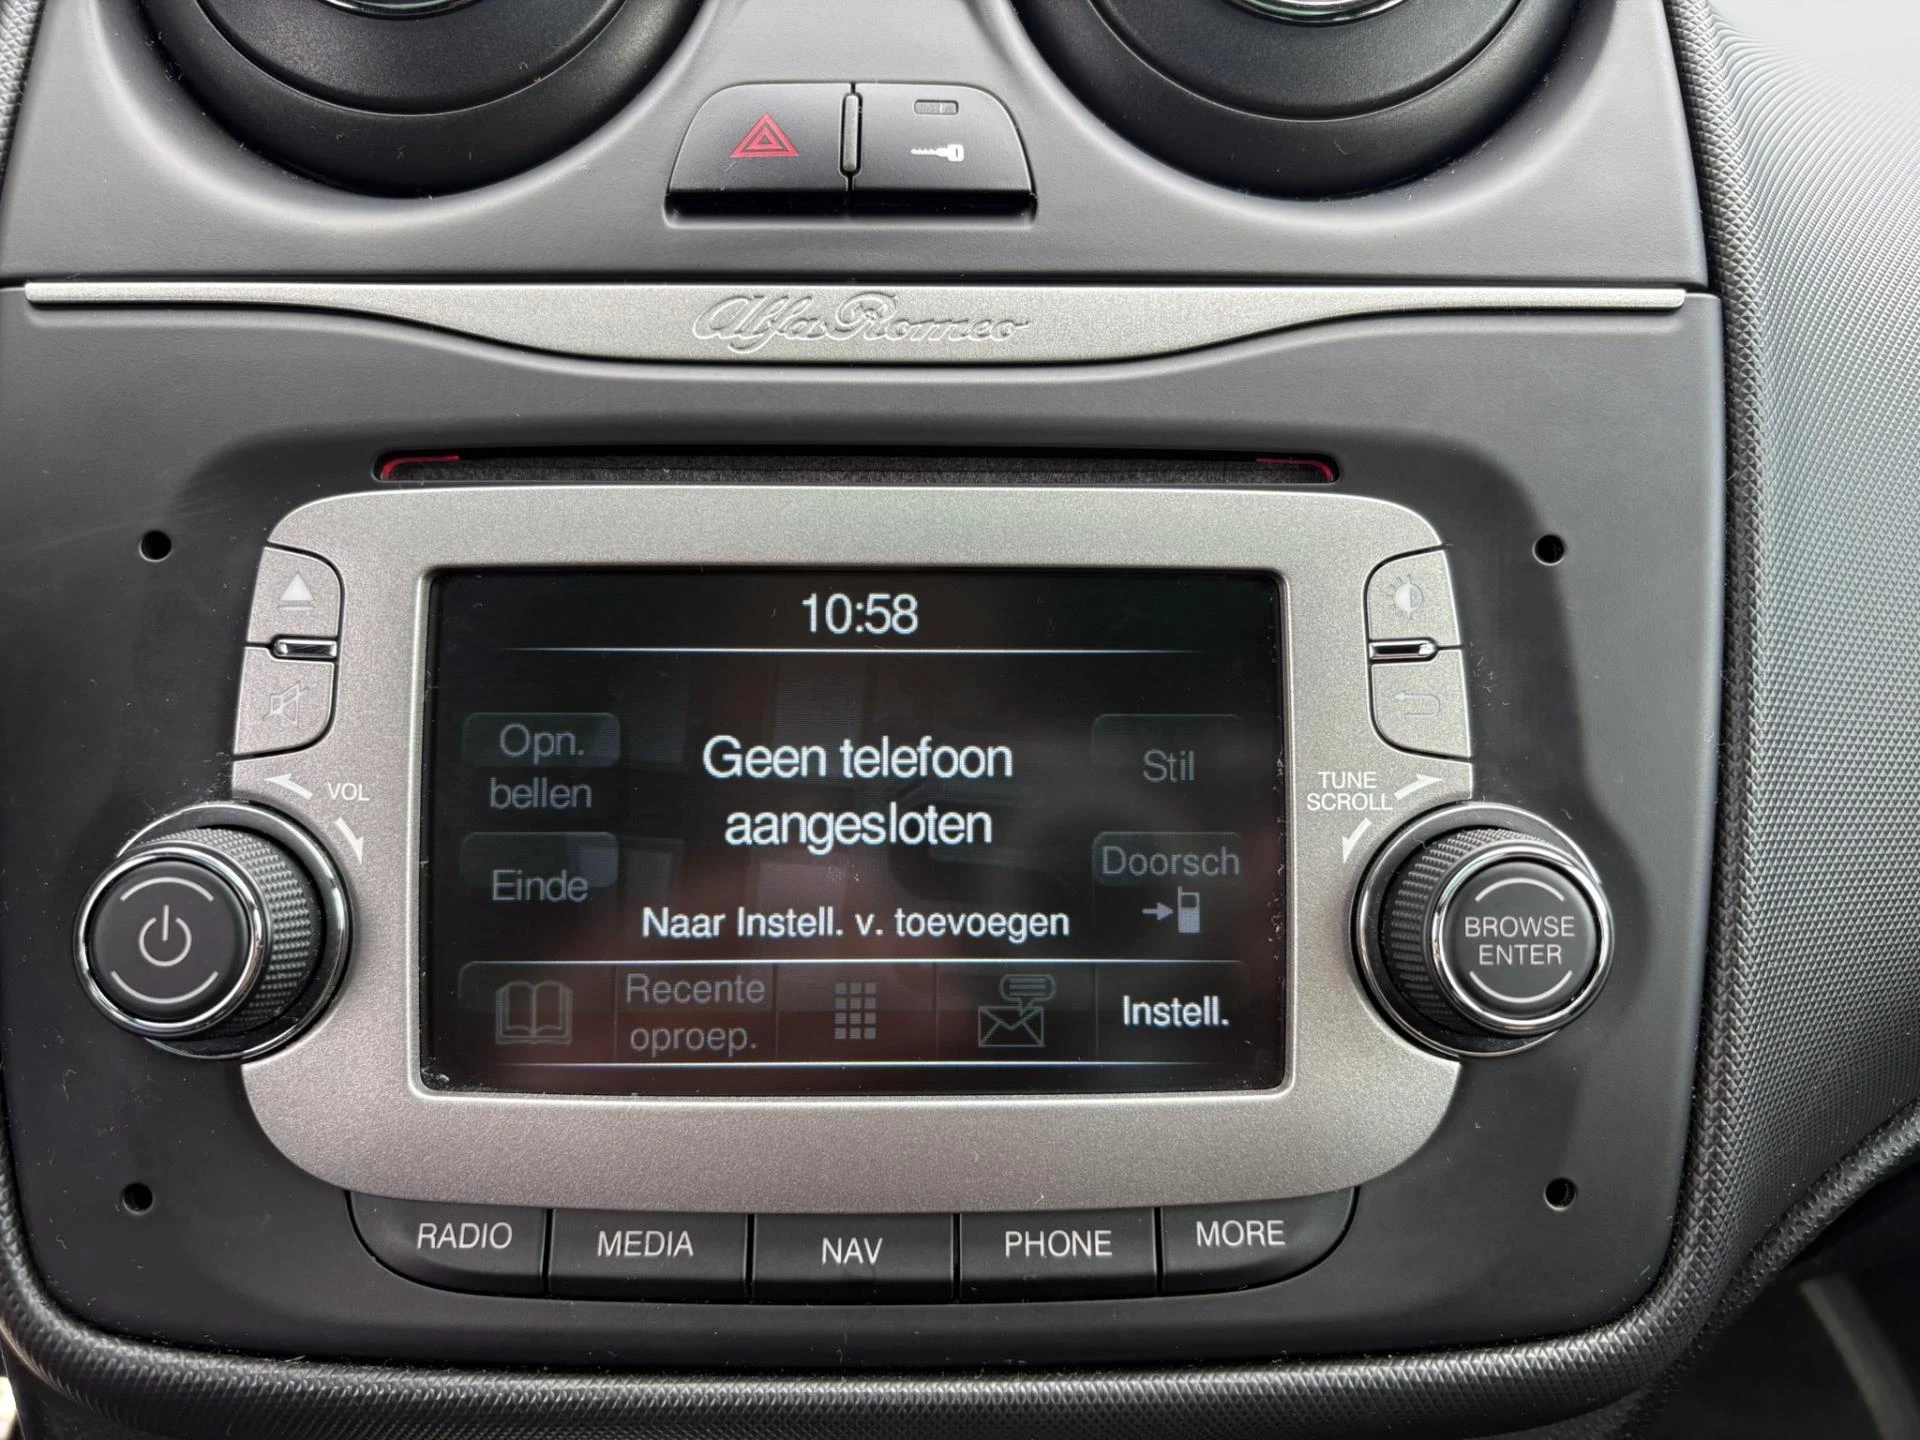 Alfa Romeo
10:58
Opn.
bellen
Geen telefoon
aangesloten
Stil
Einde
Doorsch
Naar Instell. v. toevoegen
Recente
oproep.
Instell.
VOL
TUNE
SCROLL
BROWSE
ENTER
RADIO
MEDIA
NAV
PHONE
MORE